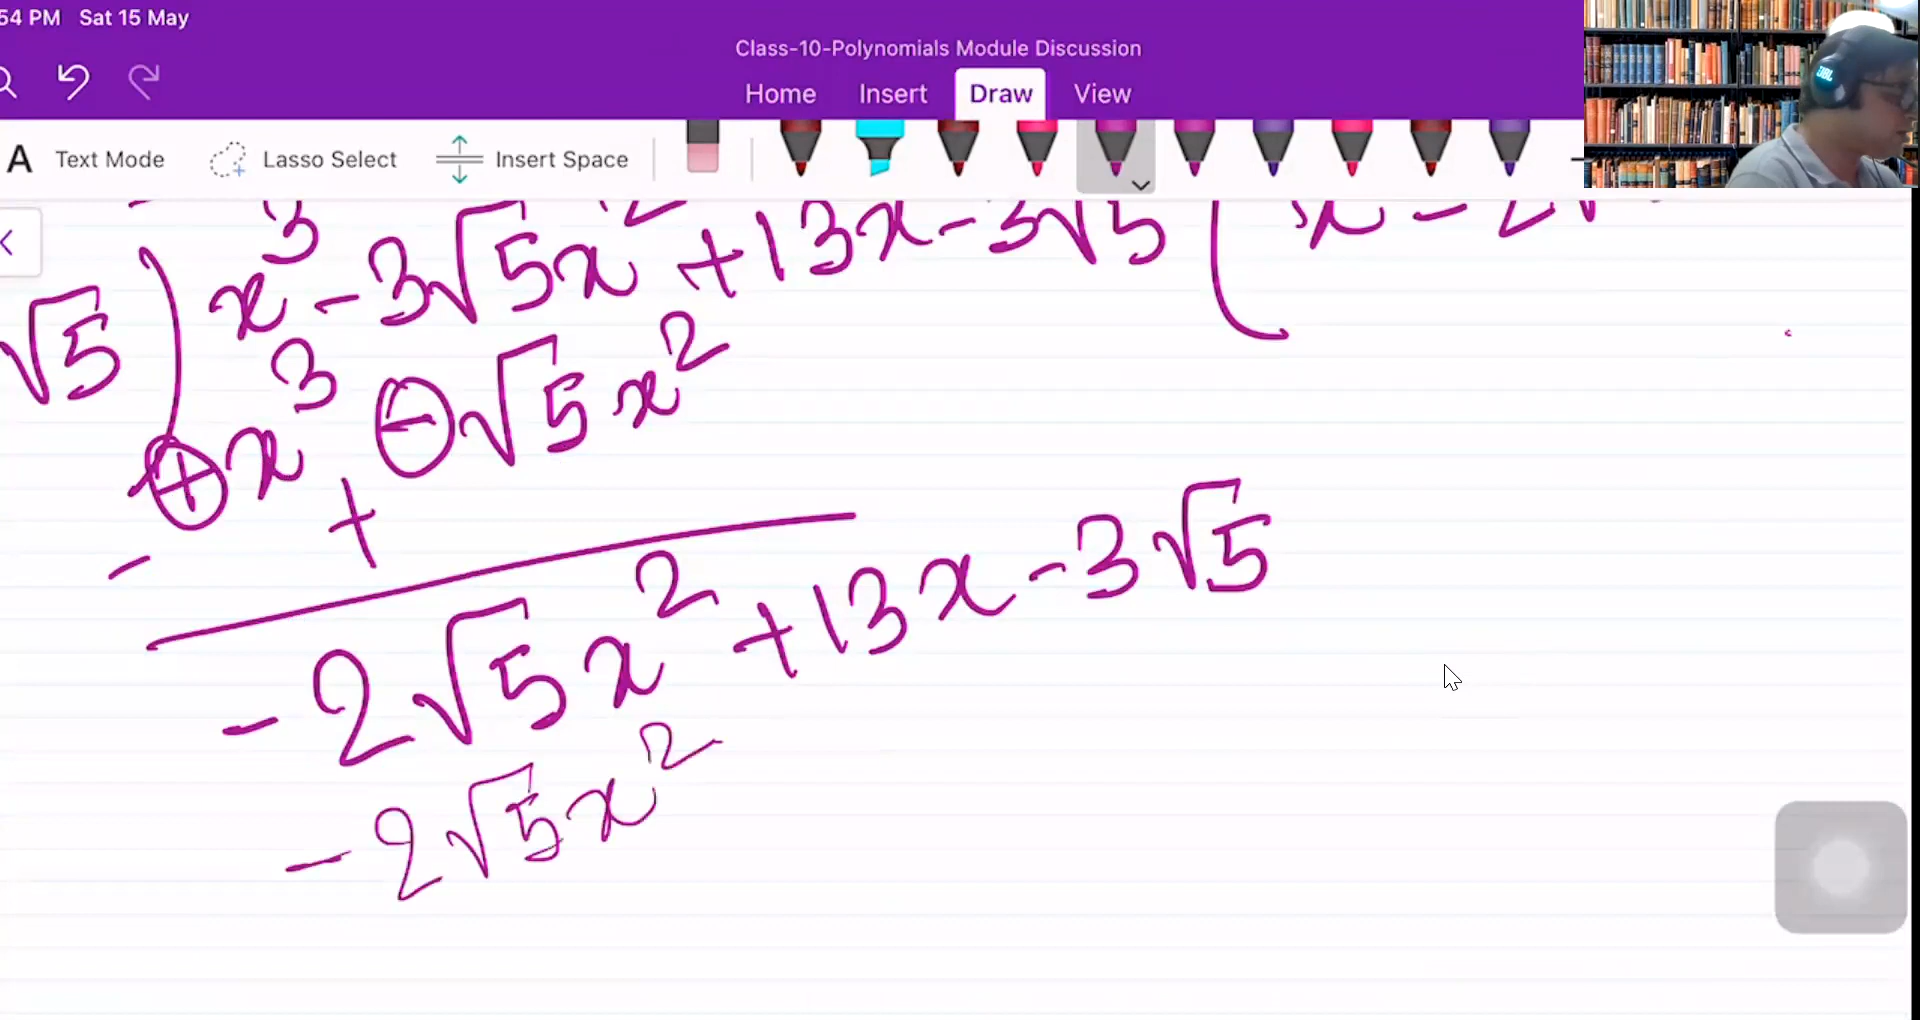 54 PM Sat 15 May
Class-10-Polynomials Module Discussion
Home Insert Draw View
A Text Mode Lasso Select Insert Space
√5 ) x³ - 3√5x² + 13x - 3√5 ( x - 2√
⊕x³ ⊖√5x²
- +
- 2√5x² + 13x - 3√5
- 2√5x²